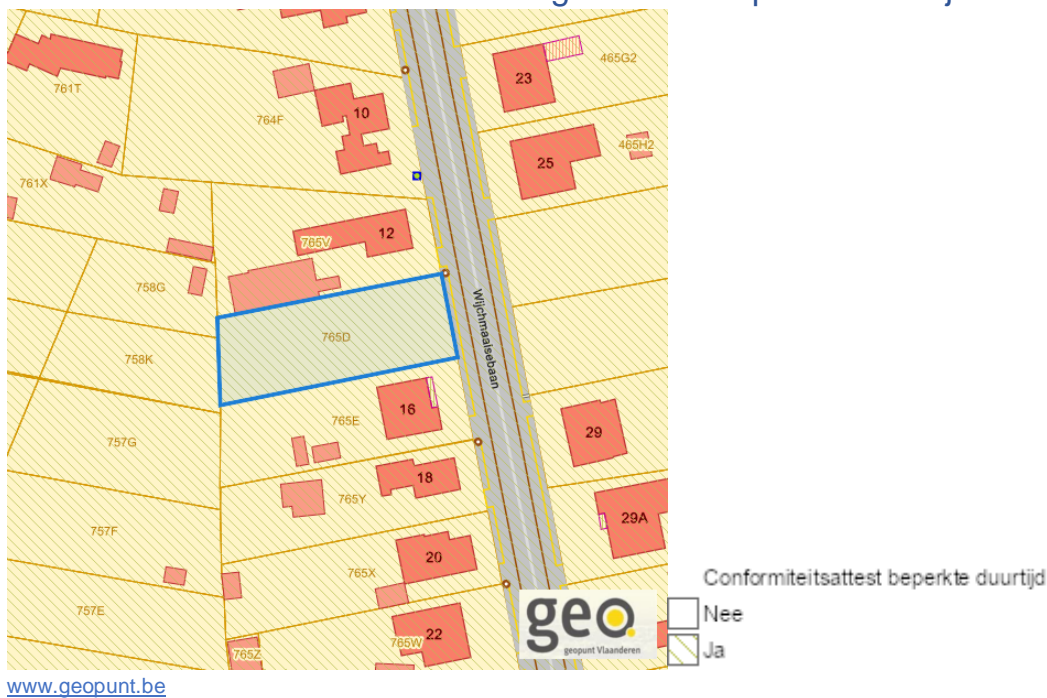 23
465G2
761T
764F
10
25
465H2
761X
765V
12
758G
765D
Wijchmaalsebaan
758K
765E
16
29
757G
18
765Y
29A
757F
20
765X
757E
765W
22
765Z
geo.
geopunt Vlaanderen
Conformiteitsattest beperkte duurtijd
Nee
Ja
www.geopunt.be